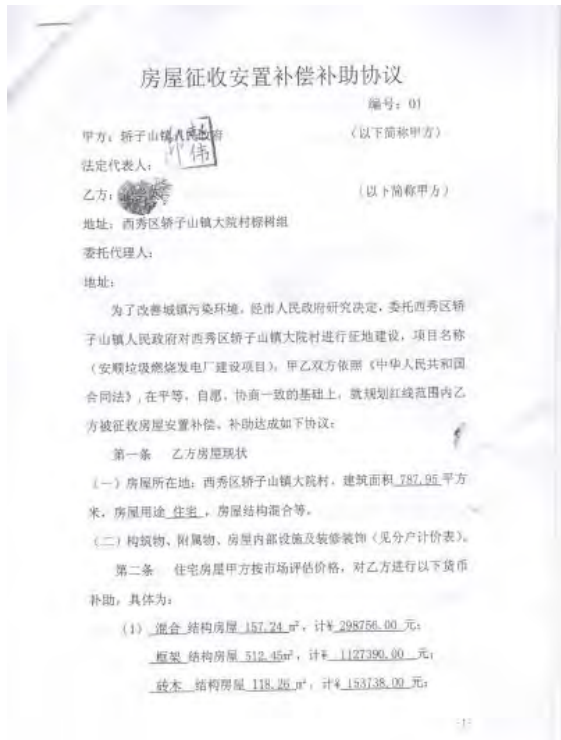 房屋征收安置补偿补助协议
编号：01
甲方：轿子山镇人民政府 （以下简称甲方）
法定代表人：
伟
乙方： （以下简称甲方）
地址：西秀区轿子山镇大院村棕树组
委托代理人：
地址：
为了改善城镇污染环境，经市人民政府研究决定，委托西秀区轿
子山镇人民政府对西秀区轿子山镇大院村进行征地建设，项目名称
（安顺垃圾燃烧发电厂建设项目），甲乙双方依照《中华人民共和国
合同法》，在平等、自愿、协商一致的基础上，就规划红线范围内乙
方被征收房屋安置补偿、补助达成如下协议：
第一条 乙方房屋现状
（一）房屋所在地：西秀区轿子山镇大院村，建筑面积 787.95 平方
米，房屋用途 住宅 ，房屋结构混合等。
（二）构筑物、附属物、房屋内部设施及装修装饰（见分户计价表）。
第二条 住宅房屋甲方按市场评估价格，对乙方进行以下货币
补助，具体为：
（1） 混合 结构房屋 157.24 m²，计¥ 298756.00 元；
框架 结构房屋 512.45m²，计¥ 1127390.00 元；
砖木 结构房屋 118.26 m²，计¥ 153738.00 元；
-1-